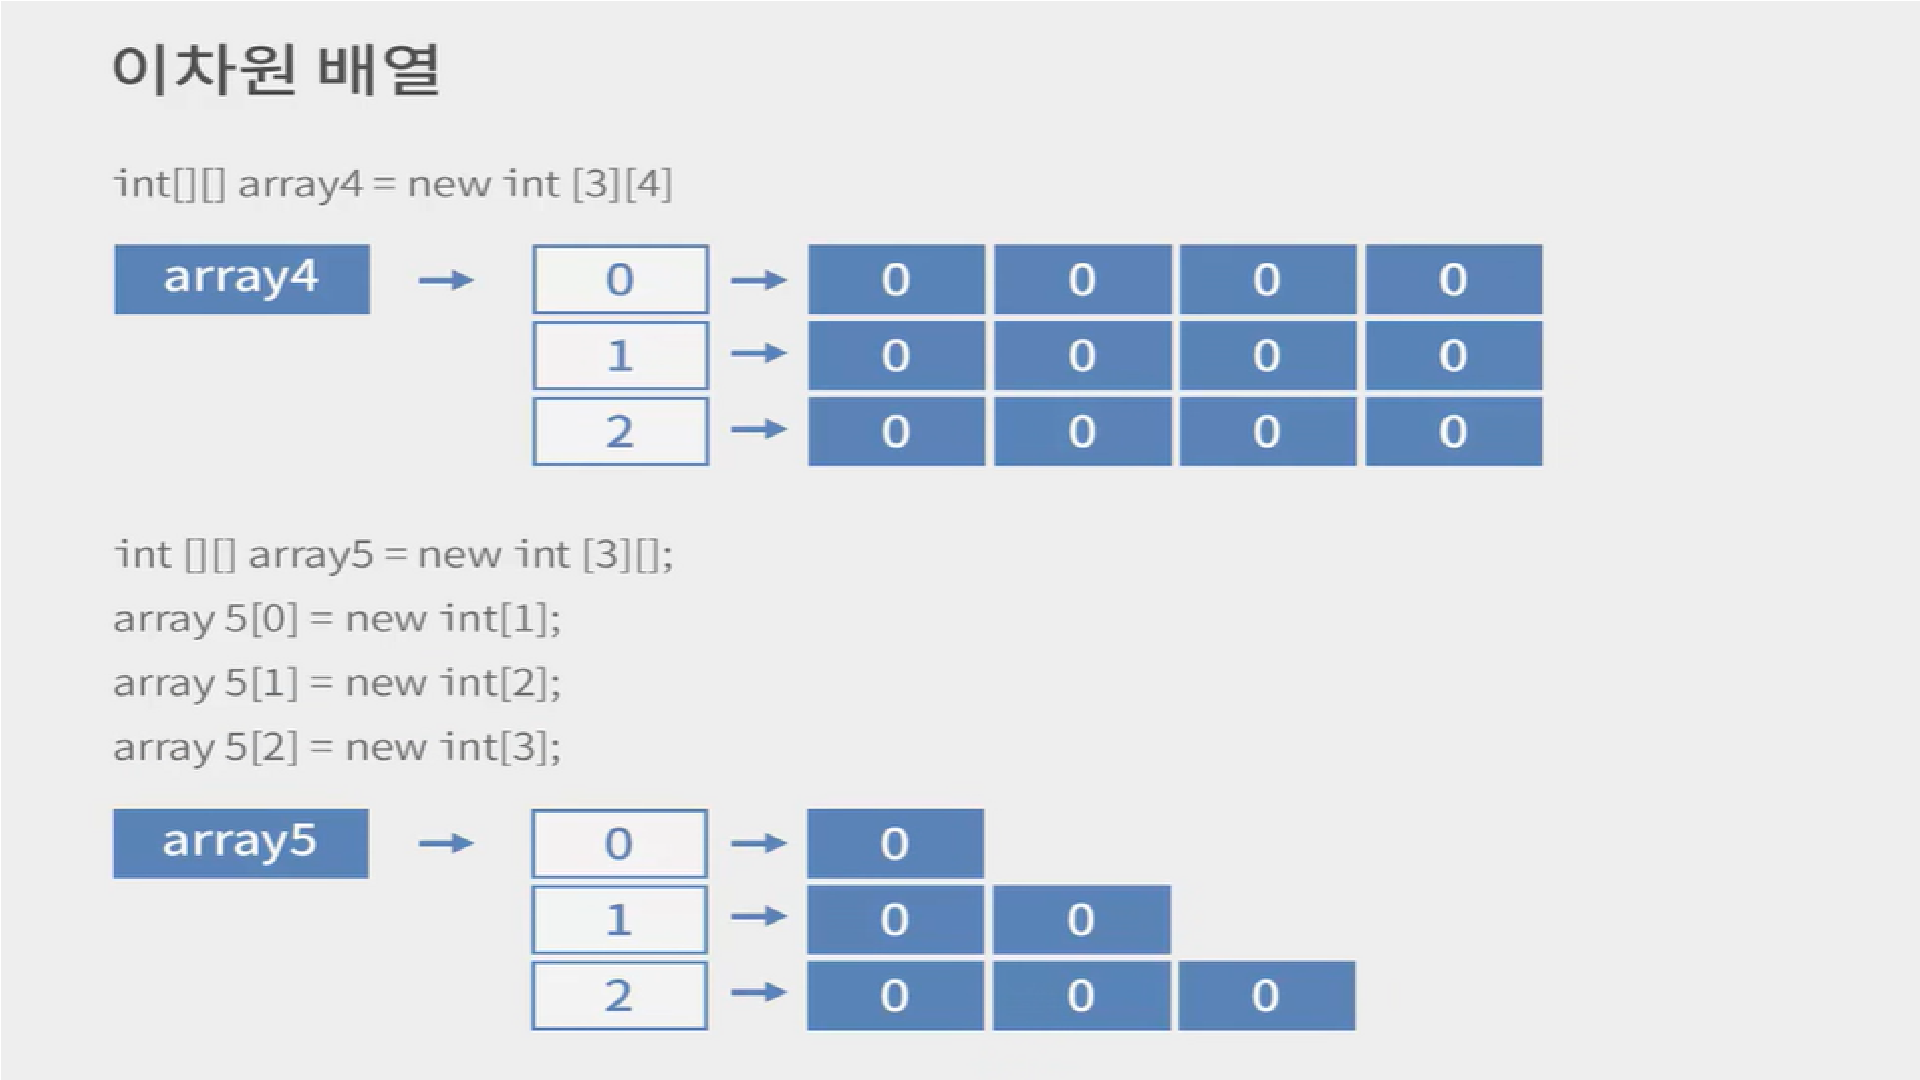 이차원 배열
int[][] array4 = new int [3][4]
array4 → 0 → 0 0 0 0
1 → 0 0 0 0
2 → 0 0 0 0
int [][] array5 = new int [3][];
array 5[0] = new int[1];
array 5[1] = new int[2];
array 5[2] = new int[3];
array5 → 0 → 0
1 → 0 0
2 → 0 0 0